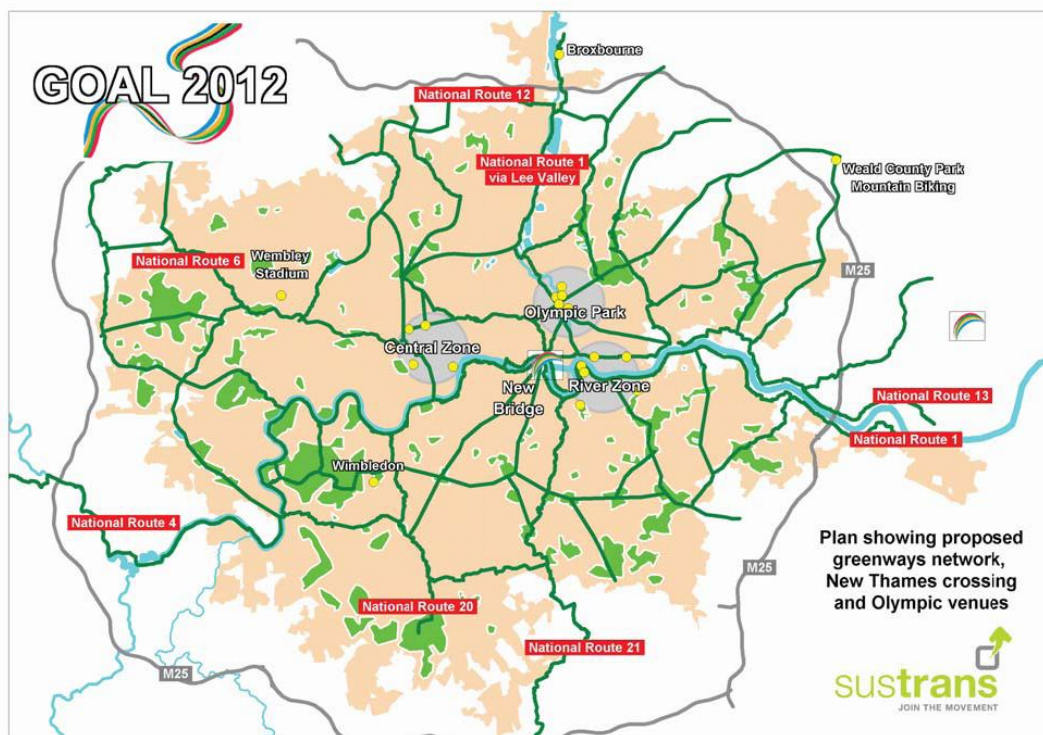 GOAL 2012
Broxbourne
National Route 12
National Route 1
via Lee Valley
Weald County Park
Mountain Biking
National Route 6
Wembley
Stadium
M25
Olympic Park
Central Zone
New
Bridge
River Zone
National Route 13
National Route 1
Wimbledon
National Route 4
Plan showing proposed
greenways network,
New Thames crossing
and Olympic venues
M25
National Route 20
National Route 21
M25
sustrans
JOIN THE MOVEMENT